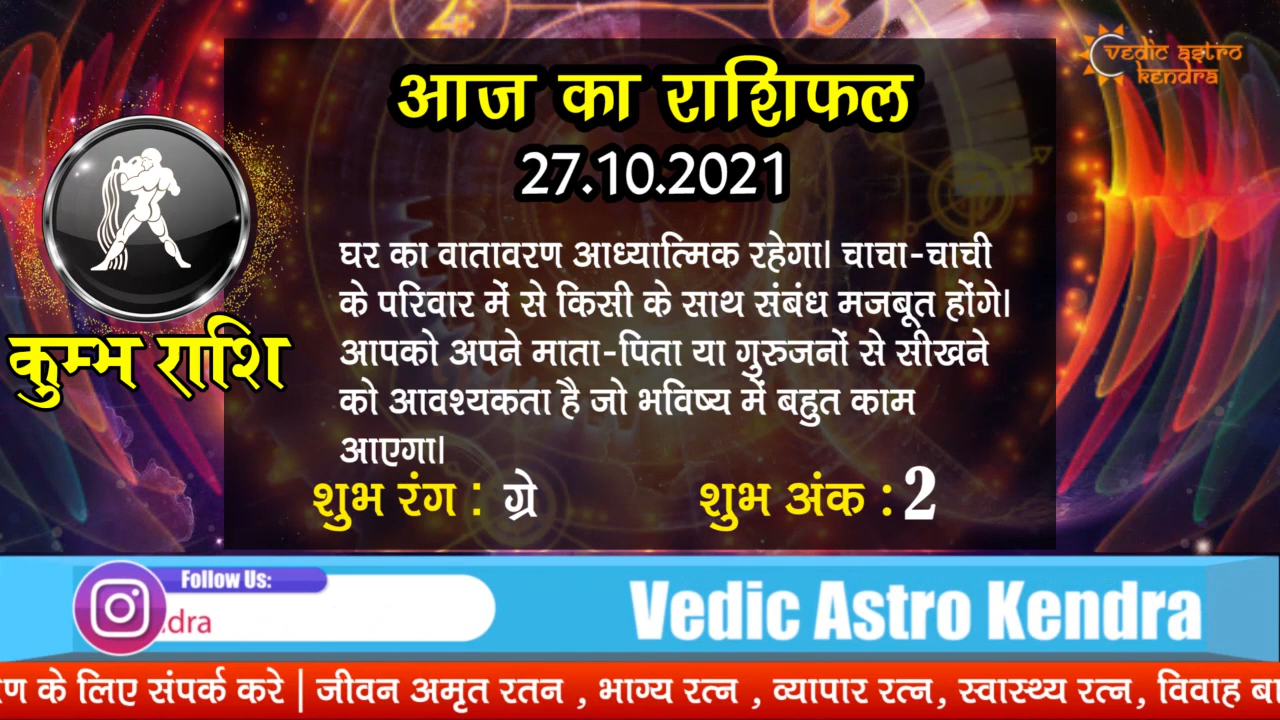 vedic astro
kendra
आज का राशिफल
27.10.2021
घर का वातावरण आध्यात्मिक रहेगा। चाचा-चाची
के परिवार में से किसी के साथ संबंध मजबूत होंगे।
आपको अपने माता-पिता या गुरुजनों से सीखने
को आवश्यकता है जो भविष्य में बहुत काम
आएगा।
कुम्भ राशि
शुभ रंग : ग्रे
शुभ अंक : 2
Follow Us:
.dra
Vedic Astro Kendra
ण के लिए संपर्क करे | जीवन अमृत रतन , भाग्य रत्न , व्यापार रत्न, स्वास्थ्य रत्न, विवाह बा